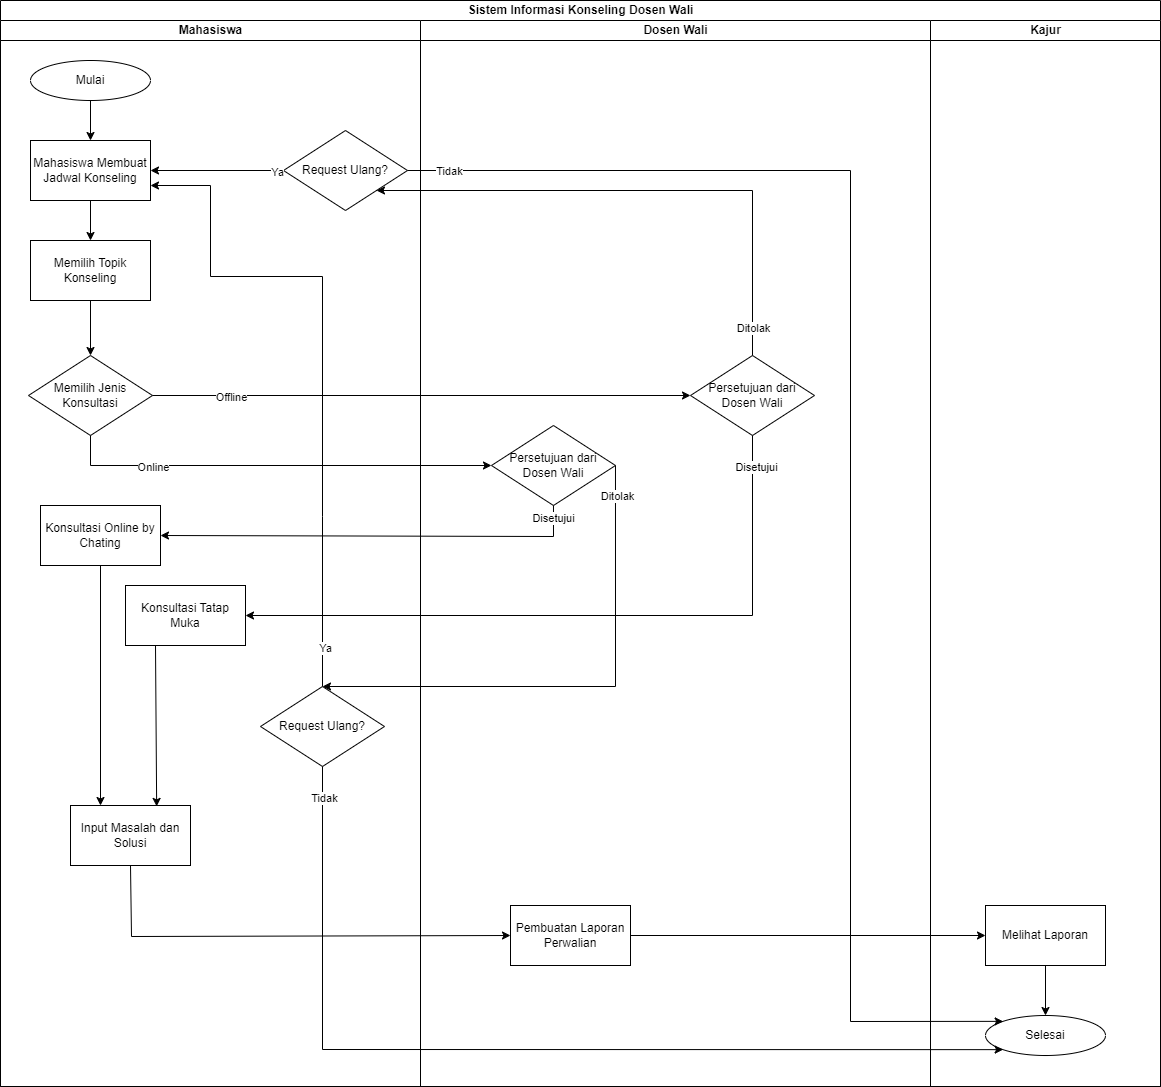 Sistem Informasi Konseling Dosen Wali
Mahasiswa
Dosen Wali
Kajur
Mulai
Mahasiswa Membuat
Jadwal Konseling
Ya
Request Ulang?
Tidak
Memilih Topik
Konseling
Ditolak
Memilih Jenis
Konsultasi
Offline
Persetujuan dari
Dosen Wali
Online
Persetujuan dari
Dosen Wali
Disetujui
Ditolak
Disetujui
Konsultasi Online by
Chating
Konsultasi Tatap
Muka
Ya
Request Ulang?
Tidak
Input Masalah dan
Solusi
Pembuatan Laporan
Perwalian
Melihat Laporan
Selesai